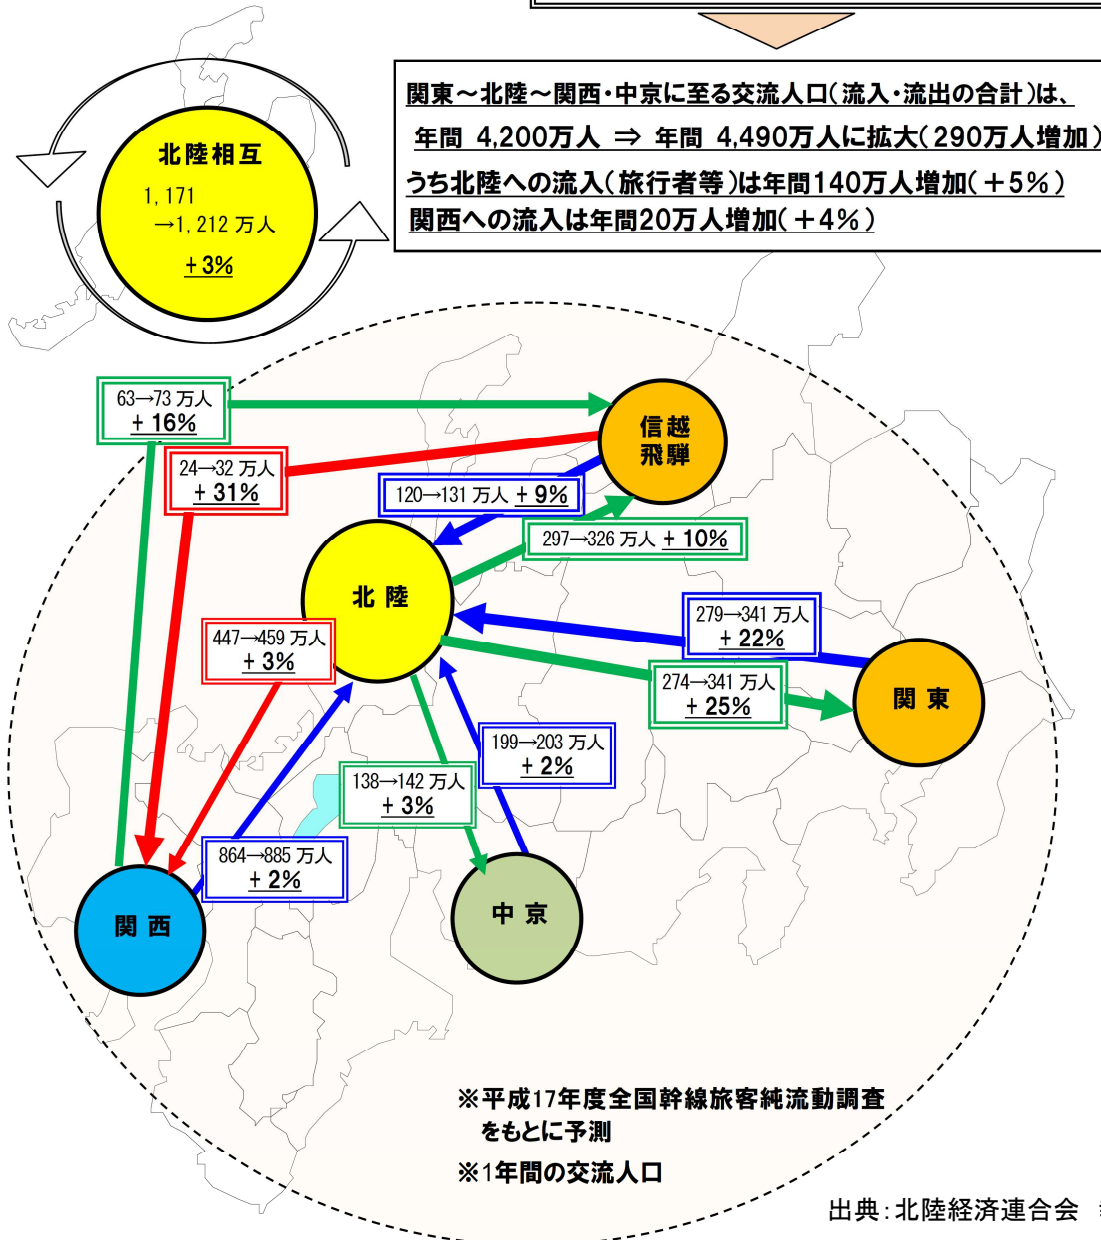 関東～北陸～関西・中京に至る交流人口(流入・流出の合計)は、
年間 4,200万人 ⇒ 年間 4,490万人に拡大(290万人増加)
うち北陸への流入(旅行者等)は年間140万人増加(+5%)
関西への流入は年間20万人増加(+4%)
北陸相互
1,171
→1,212 万人
+3%
63→73 万人
+ 16%
24→32 万人
+ 31%
信越
飛騨
120→131 万人 + 9%
297→326 万人 + 10%
北 陸
279→341 万人
+ 22%
447→459 万人
+ 3%
274→341 万人
+ 25%
関 東
199→203 万人
+ 2%
138→142 万人
+ 3%
864→885 万人
+ 2%
関 西
中 京
※平成17年度全国幹線旅客純流動調査
をもとに予測
※1年間の交流人口
出典:北陸経済連合会